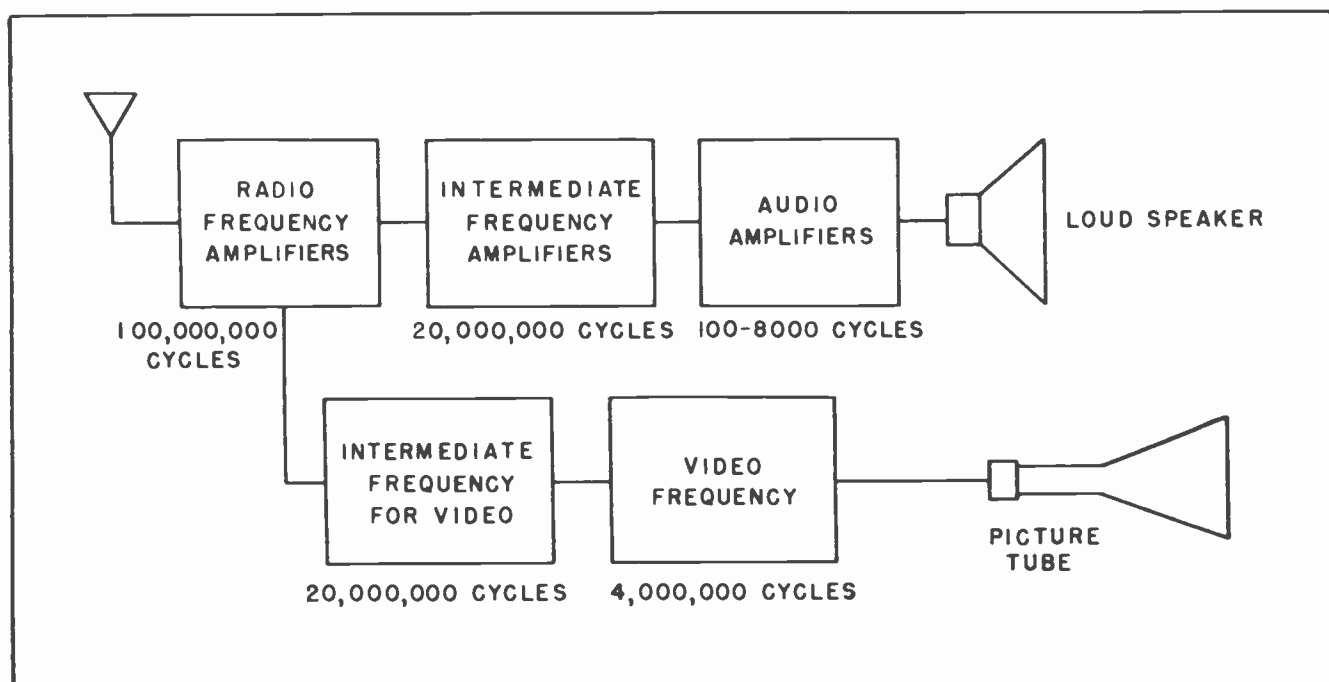 RADIO
FREQUENCY
AMPLIFIERS
100,000,000
CYCLES
INTERMEDIATE
FREQUENCY
AMPLIFIERS
20,000,000 CYCLES
AUDIO
AMPLIFIERS
100-8000 CYCLES
LOUD SPEAKER
INTERMEDIATE
FREQUENCY
FOR VIDEO
20,000,000 CYCLES
VIDEO
FREQUENCY
4,000,000 CYCLES
PICTURE
TUBE